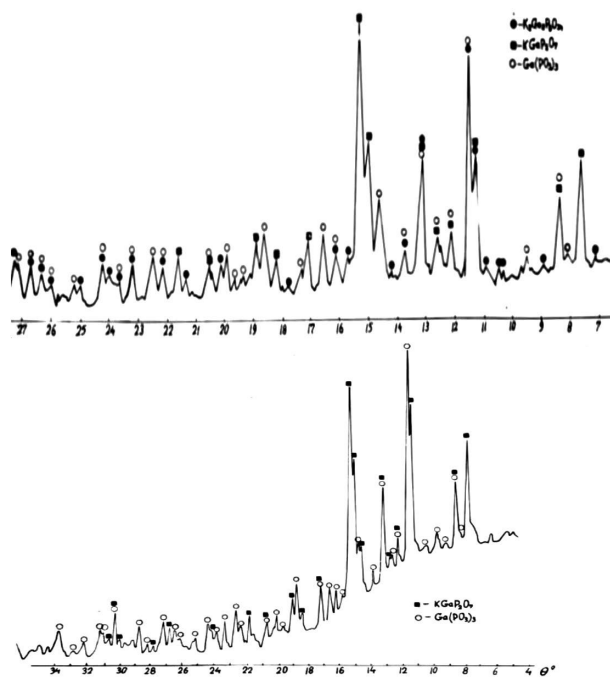 KGaP₂O₇
Ga(PO₃)₃
27 26 25 24 23 22 21 20 19 18 17 16 15 14 13 12 11 10 9 8 7
■ - KGaP₂O₇
○ - Ga(PO₃)₃
34 32 30 28 26 24 22 20 18 16 14 12 10 8 6 4 θ°